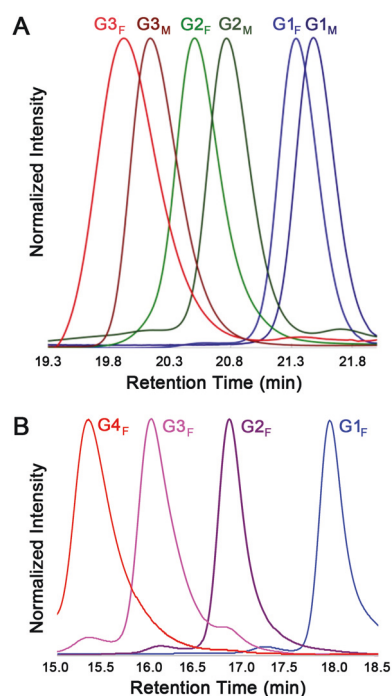 A
G3F G3M G2F G2M G1F G1M
Normalized Intensity
19.3 19.8 20.3 20.8 21.3 21.8
Retention Time (min)
B
G4F G3F G2F G1F
Normalized Intensity
15.0 15.5 16.0 16.5 17.0 17.5 18.0 18.5
Retention Time (min)